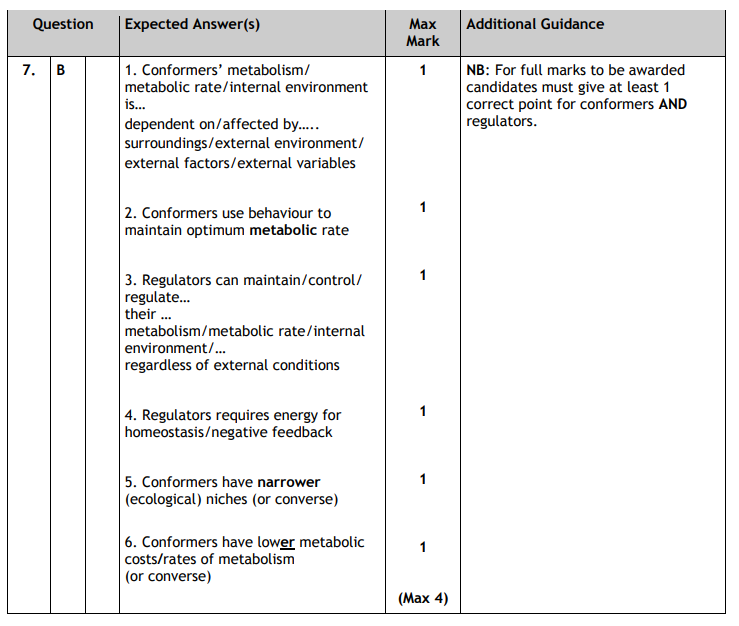 Question Expected Answer(s) Max Mark Additional Guidance
7. B 1. Conformers’ metabolism/ 1 NB: For full marks to be awarded
metabolic rate/internal environment candidates must give at least 1
is… correct point for conformers AND
dependent on/affected by….. regulators.
surroundings/external environment/
external factors/external variables
2. Conformers use behaviour to 1
maintain optimum metabolic rate
3. Regulators can maintain/control/ 1
regulate…
their …
metabolism/metabolic rate/internal
environment/…
regardless of external conditions
4. Regulators requires energy for 1
homeostasis/negative feedback
5. Conformers have narrower 1
(ecological) niches (or converse)
6. Conformers have lower metabolic 1
costs/rates of metabolism
(or converse)
(Max 4)